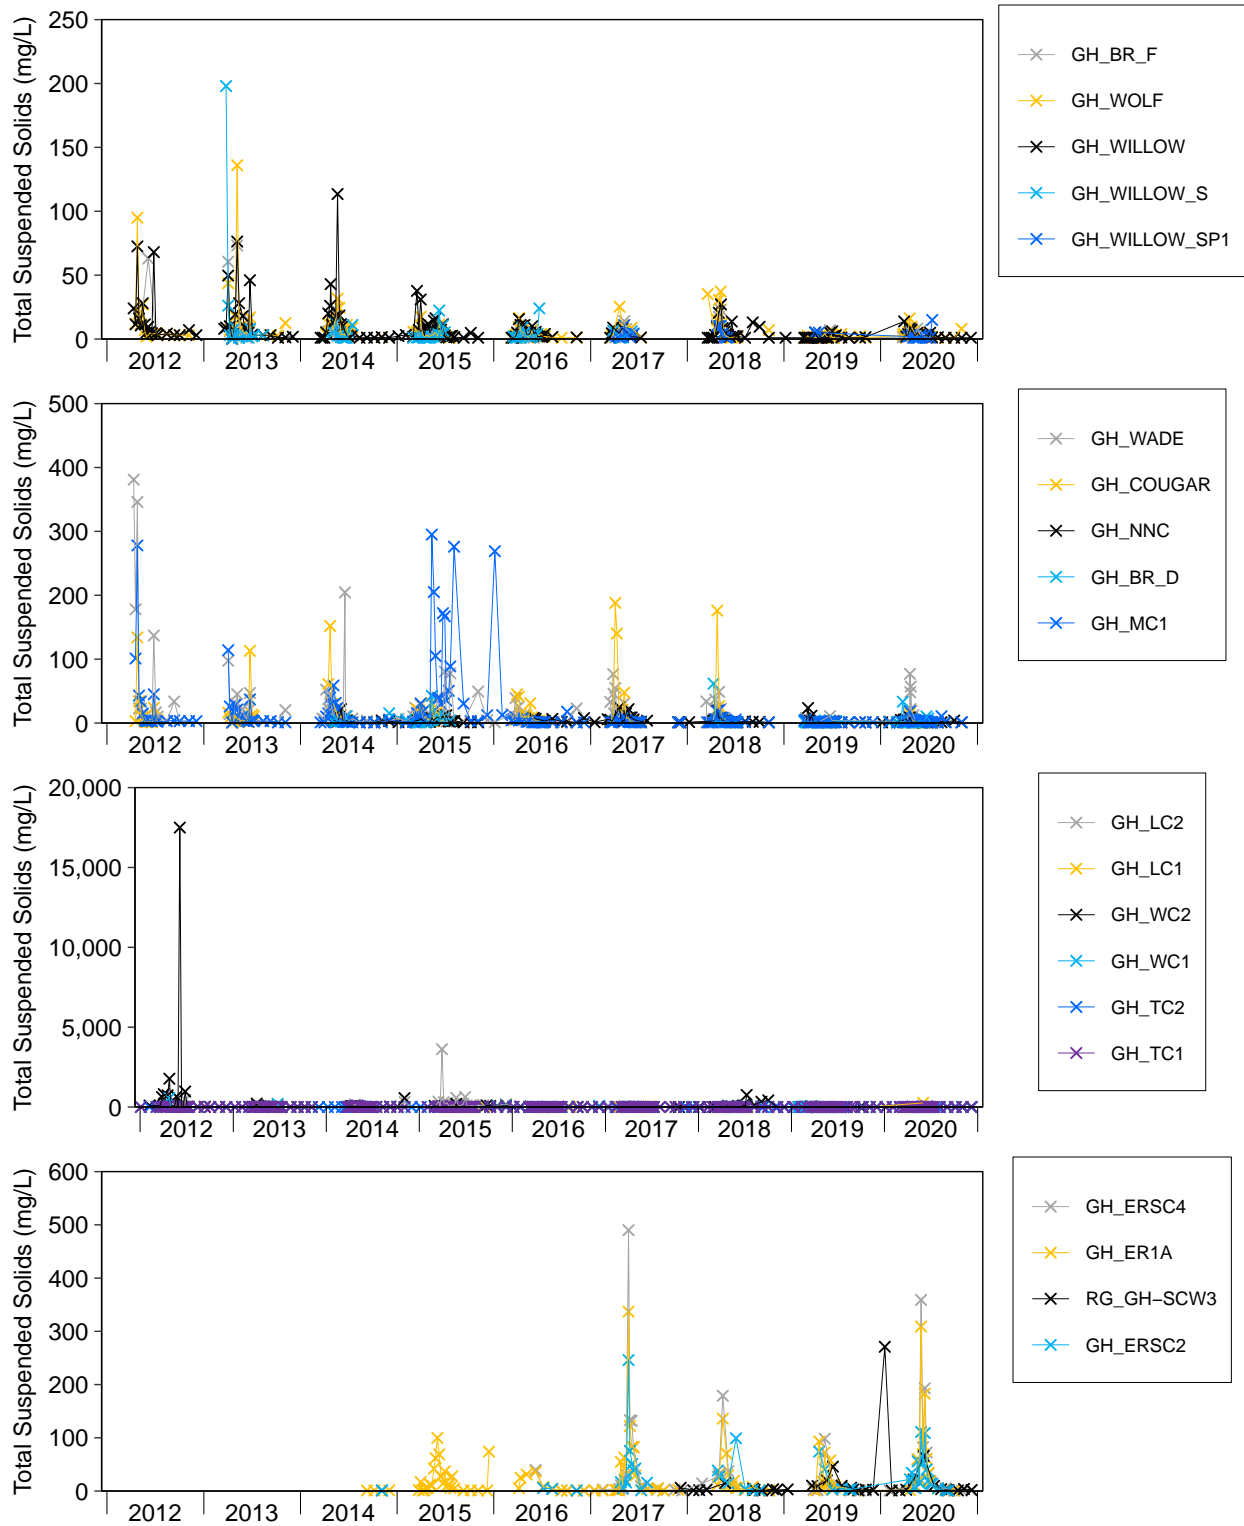 Total Suspended Solids (mg/L)
250
200
150
100
50
0
2012 2013 2014 2015 2016 2017 2018 2019 2020
GH_BR_F
GH_WOLF
GH_WILLOW
GH_WILLOW_S
GH_WILLOW_SP1
Total Suspended Solids (mg/L)
500
400
300
200
100
0
2012 2013 2014 2015 2016 2017 2018 2019 2020
GH_WADE
GH_COUGAR
GH_NNC
GH_BR_D
GH_MC1
Total Suspended Solids (mg/L)
20,000
15,000
10,000
5,000
0
2012 2013 2014 2015 2016 2017 2018 2019 2020
GH_LC2
GH_LC1
GH_WC2
GH_WC1
GH_TC2
GH_TC1
Total Suspended Solids (mg/L)
600
500
400
300
200
100
0
2012 2013 2014 2015 2016 2017 2018 2019 2020
GH_ERSC4
GH_ER1A
RG_GH−SCW3
GH_ERSC2